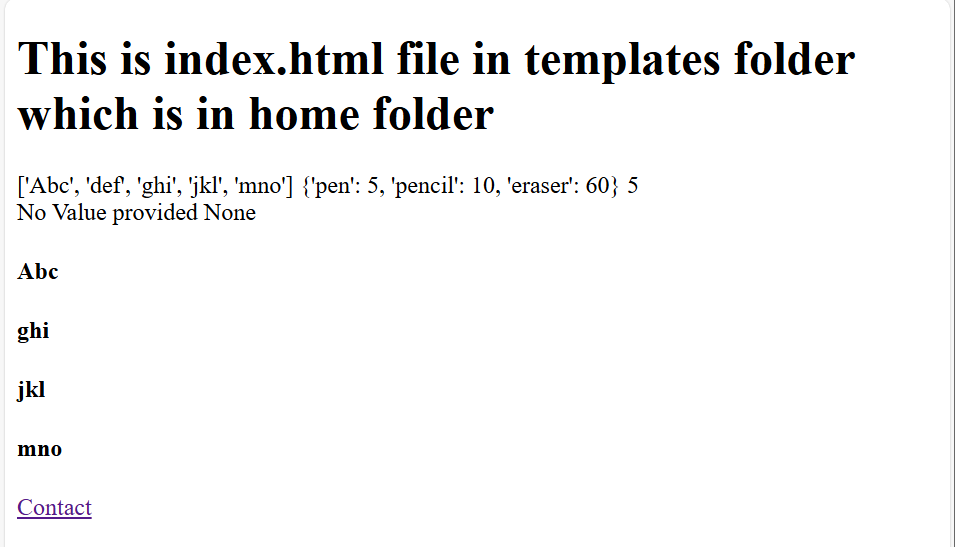 This is index.html file in templates folder
which is in home folder
['Abc', 'def', 'ghi', 'jkl', 'mno'] {'pen': 5, 'pencil': 10, 'eraser': 60} 5
No Value provided None
Abc
ghi
jkl
mno
Contact